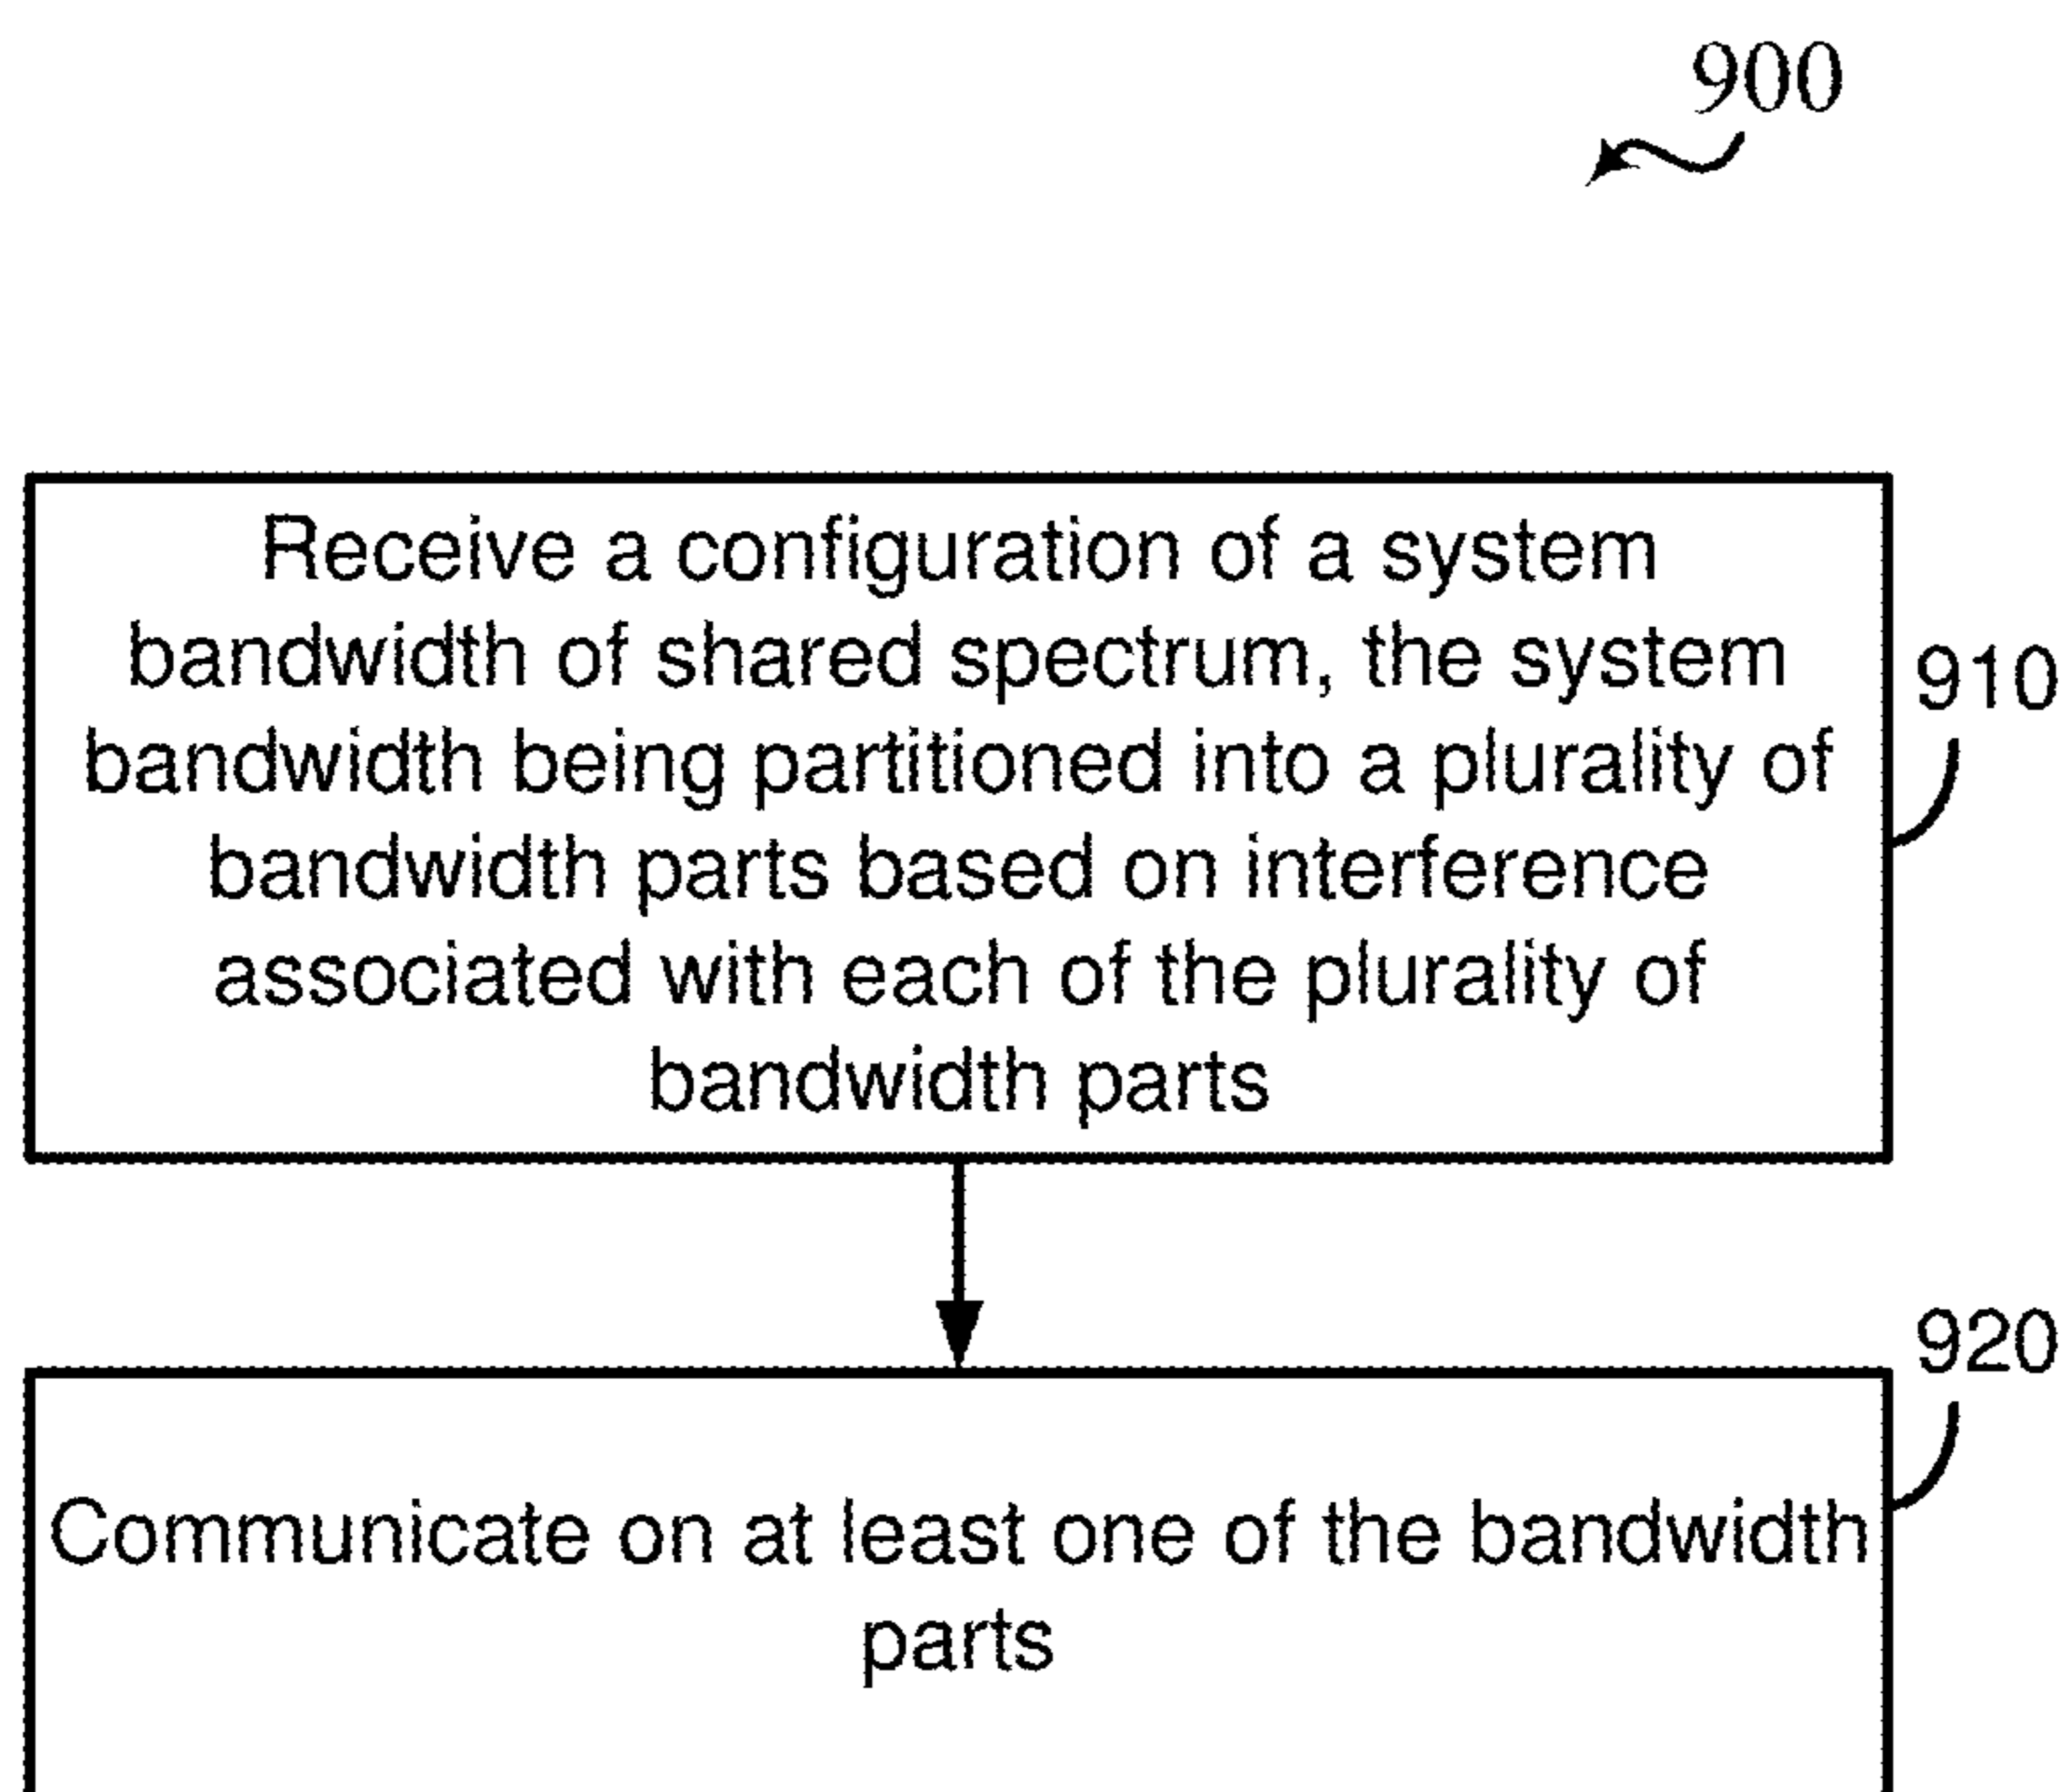 900
Receive a configuration of a system
bandwidth of shared spectrum, the system
bandwidth being partitioned into a plurality of
bandwidth parts based on interference
associated with each of the plurality of
bandwidth parts
910
920
Communicate on at least one of the bandwidth
parts